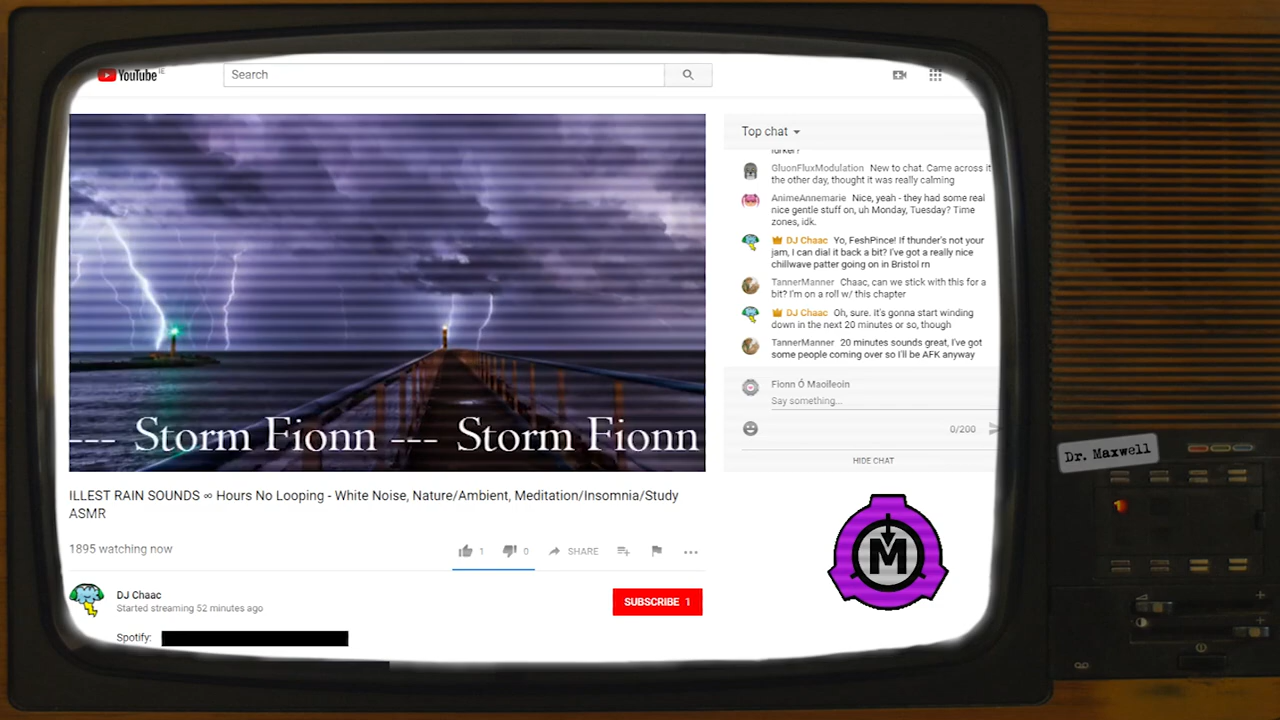 YouTube IE
Search
Top chat
GluonFluxModulation New to chat. Came across it
the other day, thought it was really calming
AnimeAnnemarie Nice, yeah - they had some real
nice gentle stuff on, uh Monday, Tuesday? Time
zones, idk.
DJ Chaac Yo, FeshPince! If thunder's not your
jam, I can dial it back a bit? I've got a really nice
chillwave patter going on in Bristol rn
TannerManner Chaac, can we stick with this for a
bit? I'm on a roll w/ this chapter
DJ Chaac Oh, sure. It's gonna start winding
down in the next 20 minutes or so, though
TannerManner 20 minutes sounds great, I've got
some people coming over so I'll be AFK anyway
Fionn Ó Maoileoin
Say something...
0/200
HIDE CHAT
--- Storm Fionn --- Storm Fionn
ILLEST RAIN SOUNDS ∞ Hours No Looping - White Noise, Nature/Ambient, Meditation/Insomnia/Study
ASMR
1895 watching now
1
0
SHARE
DJ Chaac
Started streaming 52 minutes ago
SUBSCRIBE 1
Spotify:
M
Dr. Maxwell